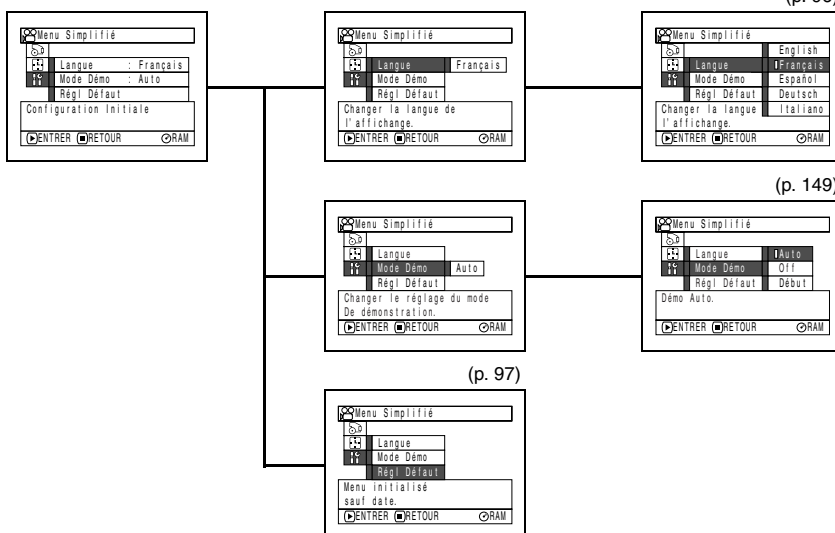 Menu Simplifié
Langue : Français
Mode Démo : Auto
Régl Défaut
Configuration Initiale
ENTRER RETOUR RAM
Menu Simplifié
Langue Français
Mode Démo
Régl Défaut
Changer la langue de
l'affichange.
ENTRER RETOUR RAM
Menu Simplifié
English
Langue Français
Mode Démo Español
Régl Défaut Deutsch
Changer la langue Italiano
l'affichange.
ENTRER RETOUR RAM
(p. 149)
Menu Simplifié
Langue
Mode Démo Auto
Régl Défaut
Changer le réglage du mode
De démonstration.
ENTRER RETOUR RAM
Menu Simplifié
Langue Auto
Mode Démo Off
Régl Défaut Début
Démo Auto.
ENTRER RETOUR RAM
(p. 97)
Menu Simplifié
Langue
Mode Démo
Régl Défaut
Menu initialisé
sauf date.
ENTRER RETOUR RAM